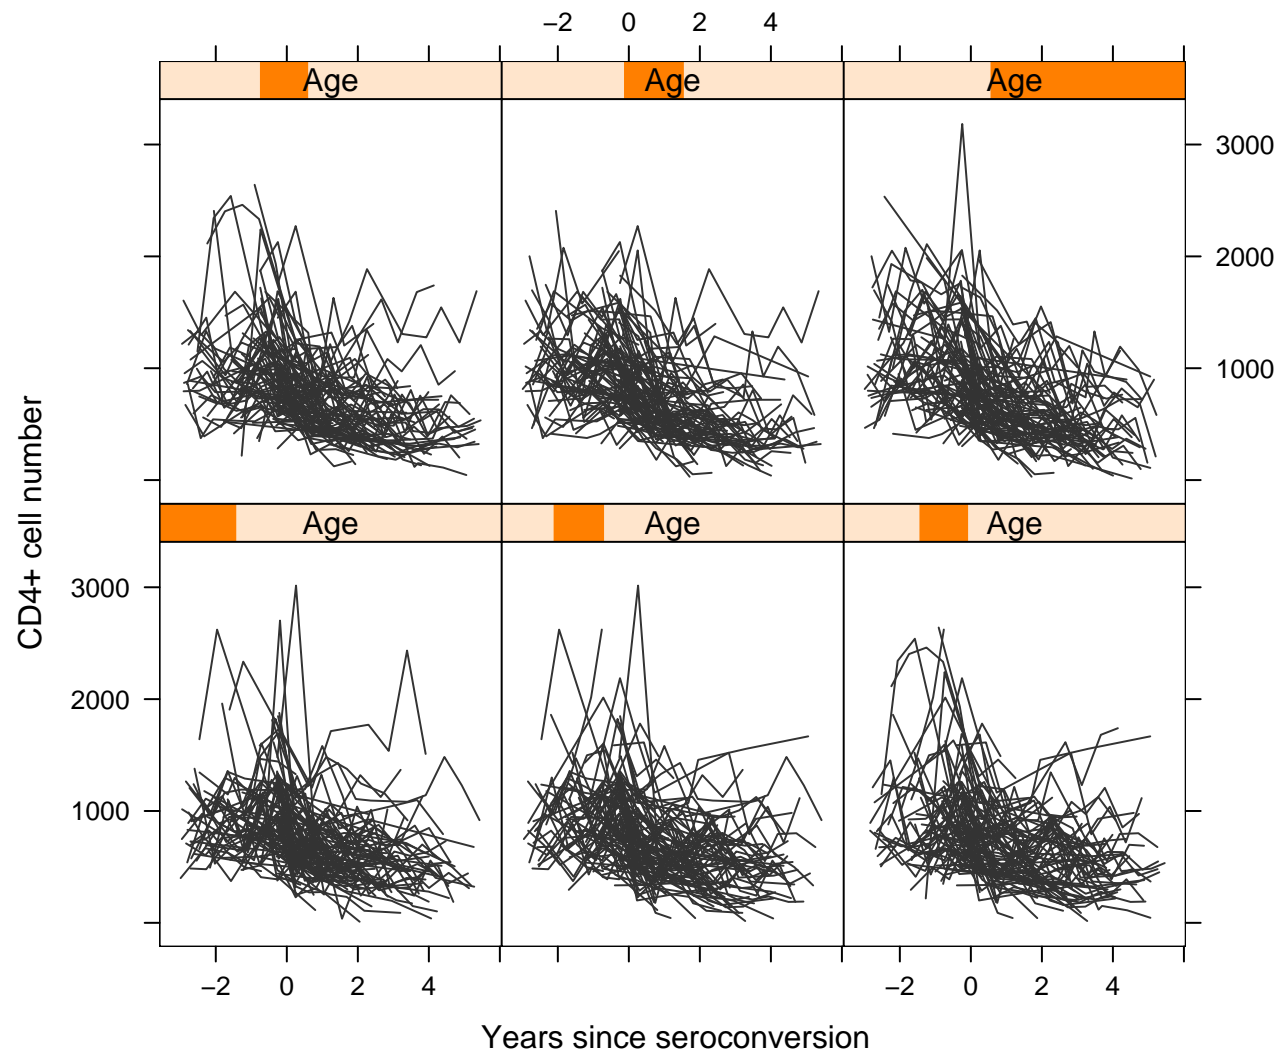 −2 0 2 4
Age Age Age
3000
2000
1000
CD4+ cell number
Age Age Age
3000
2000
1000
−2 0 2 4 −2 0 2 4
Years since seroconversion